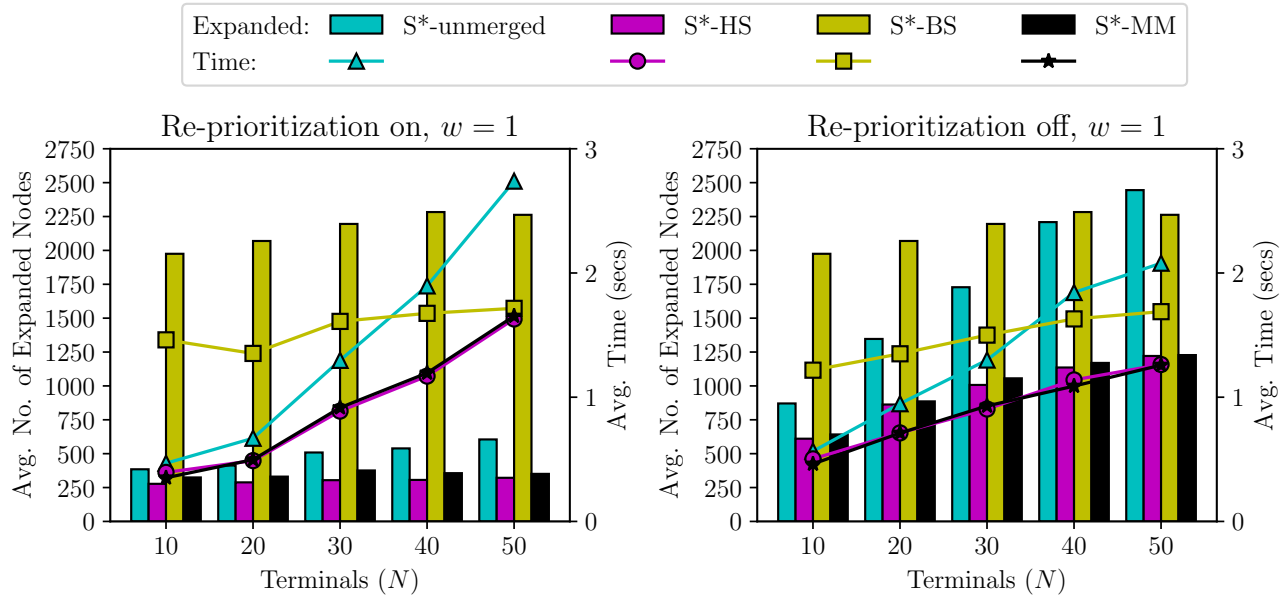 Expanded: S*-unmerged S*-HS S*-BS S*-MM
Time:
Re-prioritization on, w = 1
2750
2500
2250
2000
1750
1500
1250
1000
750
500
250
0
Avg. No. of Expanded Nodes
3
2
1
0
Avg. Time (secs)
10 20 30 40 50
Terminals (N)
Re-prioritization off, w = 1
2750
2500
2250
2000
1750
1500
1250
1000
750
500
250
0
Avg. No. of Expanded Nodes
3
2
1
0
Avg. Time (secs)
10 20 30 40 50
Terminals (N)